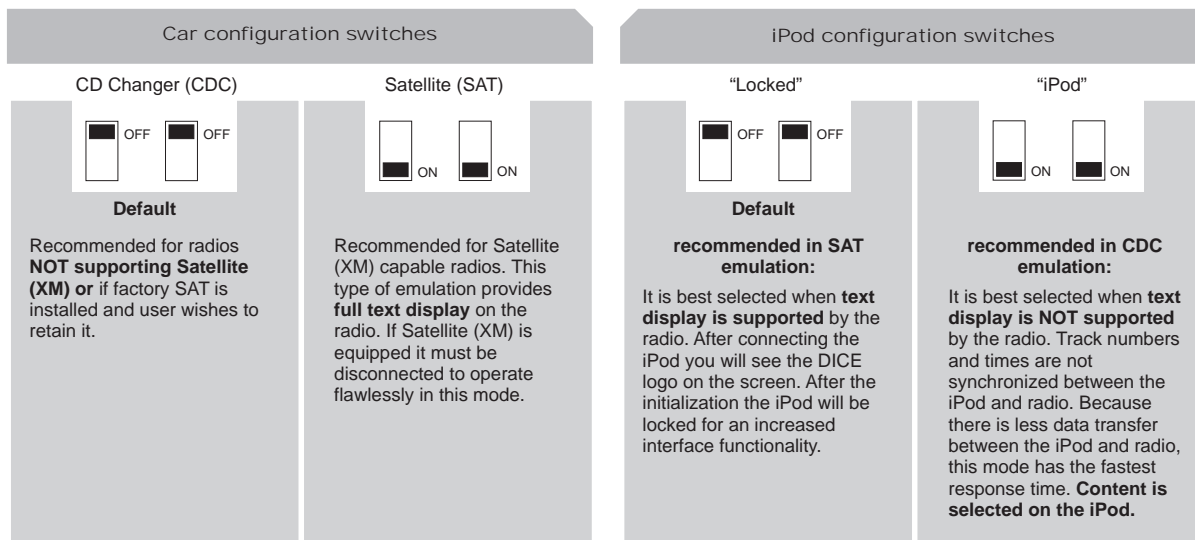 Car configuration switches
CD Changer (CDC)
OFF OFF
Default
Recommended for radios
NOT supporting Satellite
(XM) or if factory SAT is
installed and user wishes to
retain it.
Satellite (SAT)
ON ON
Recommended for Satellite
(XM) capable radios. This
type of emulation provides
full text display on the
radio. If Satellite (XM) is
equipped it must be
disconnected to operate
flawlessly in this mode.
iPod configuration switches
“Locked”
OFF OFF
Default
recommended in SAT
emulation:
It is best selected when text
display is supported by the
radio. After connecting the
iPod you will see the DICE
logo on the screen. After the
initialization the iPod will be
locked for an increased
interface functionality.
“iPod”
ON ON
recommended in CDC
emulation:
It is best selected when text
display is NOT supported
by the radio. Track numbers
and times are not
synchronized between the
iPod and radio. Because
there is less data transfer
between the iPod and radio,
this mode has the fastest
response time. Content is
selected on the iPod.